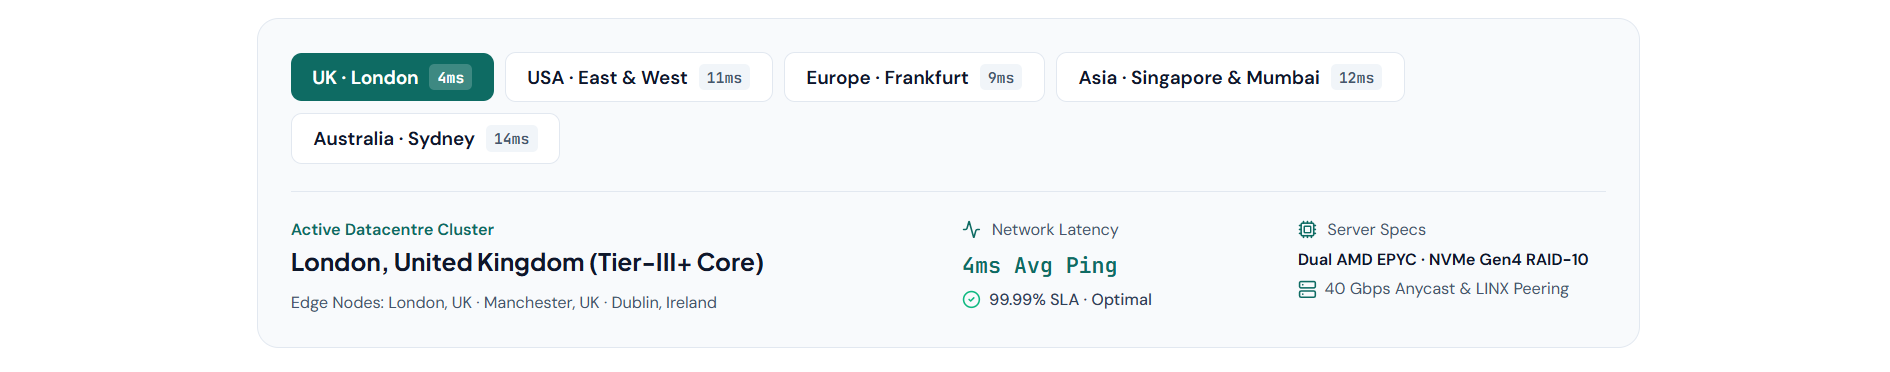 UK · London 4ms
USA · East & West 11ms
Europe · Frankfurt 9ms
Asia · Singapore & Mumbai 12ms
Australia · Sydney 14ms
Active Datacentre Cluster
London, United Kingdom (Tier-III+ Core)
Edge Nodes: London, UK · Manchester, UK · Dublin, Ireland
Network Latency
4ms Avg Ping
99.99% SLA · Optimal
Server Specs
Dual AMD EPYC · NVMe Gen4 RAID-10
40 Gbps Anycast & LINX Peering